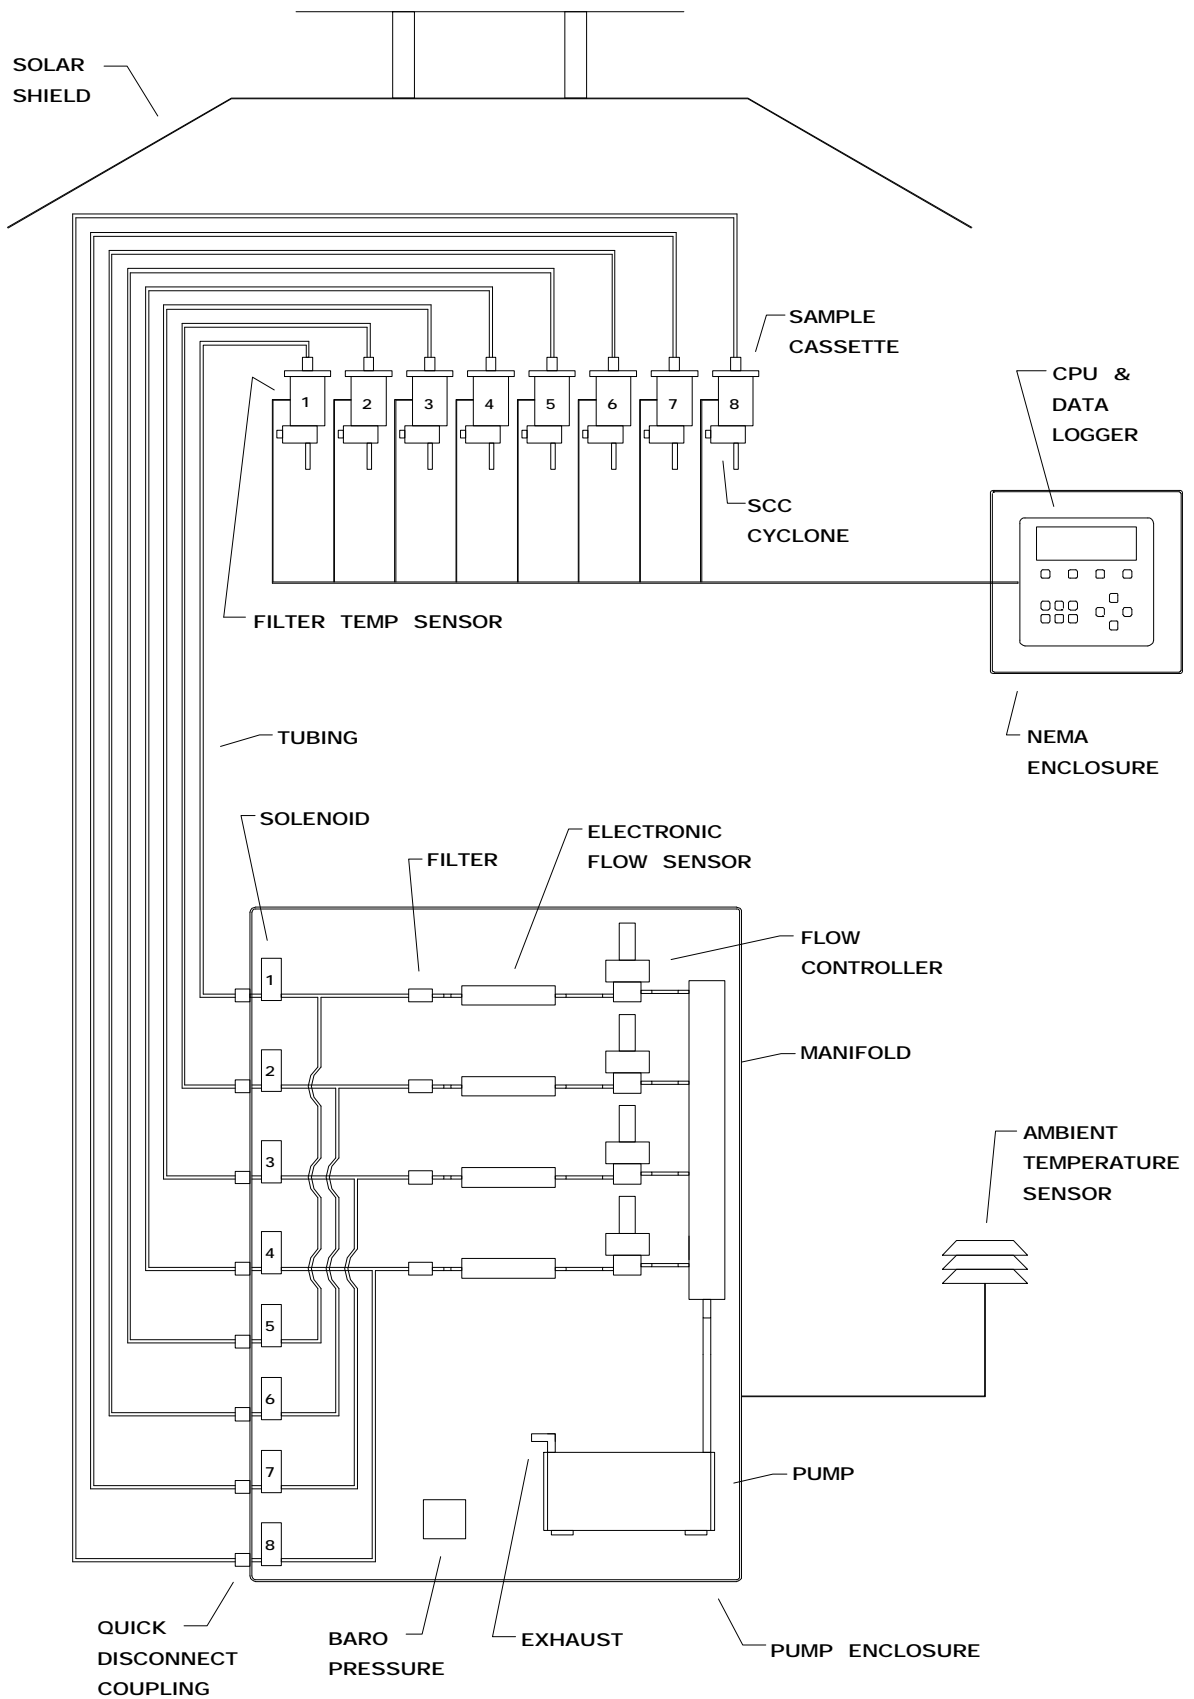 SOLAR
SHIELD
SAMPLE
CASSETTE
CPU &
DATA
LOGGER
1 2 3 4 5 6 7 8
SCC
CYCLONE
FILTER TEMP SENSOR
TUBING
NEMA
ENCLOSURE
SOLENOID
ELECTRONIC
FLOW SENSOR
FILTER
FLOW
CONTROLLER
1
MANIFOLD
2
AMBIENT
TEMPERATURE
SENSOR
3
4
5
6
7
PUMP
8
QUICK
DISCONNECT
COUPLING
BARO
PRESSURE
EXHAUST
PUMP ENCLOSURE